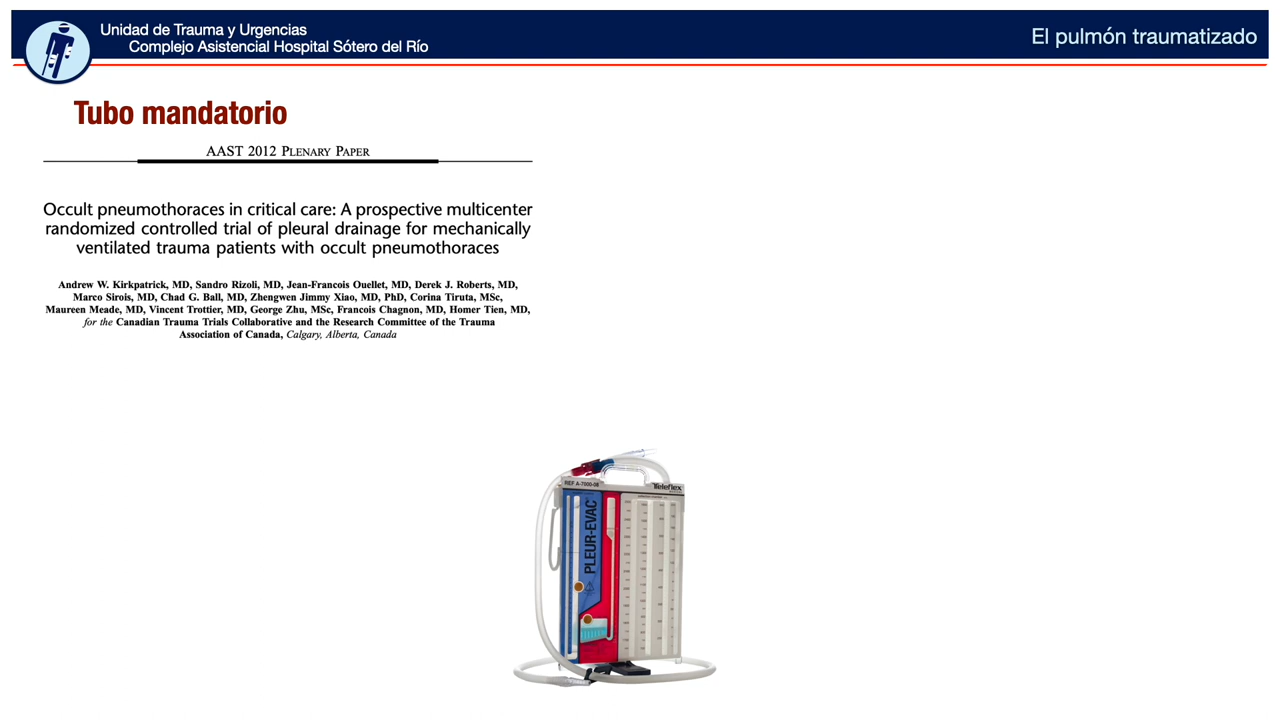 Unidad de Trauma y Urgencias
Complejo Asistencial Hospital Sótero del Río
El pulmón traumatizado
Tubo mandatorio
AAST 2012 PLENARY PAPER
Occult pneumothoraces in critical care: A prospective multicenter
randomized controlled trial of pleural drainage for mechanically
ventilated trauma patients with occult pneumothoraces
Andrew W. Kirkpatrick, MD, Sandro Rizoli, MD, Jean-Francois Ouellet, MD, Derek J. Roberts, MD,
Marco Sirois, MD, Chad G. Ball, MD, Zhengwen Jimmy Xiao, MD, PhD, Corina Tiruta, MSc,
Maureen Meade, MD, Vincent Trottier, MD, George Zhu, MSc, Francois Chagnon, MD, Homer Tien, MD,
for the Canadian Trauma Trials Collaborative and the Research Committee of the Trauma
Association of Canada, Calgary, Alberta, Canada
REF A-7000-08
Teleflex
PLEUR-EVAC